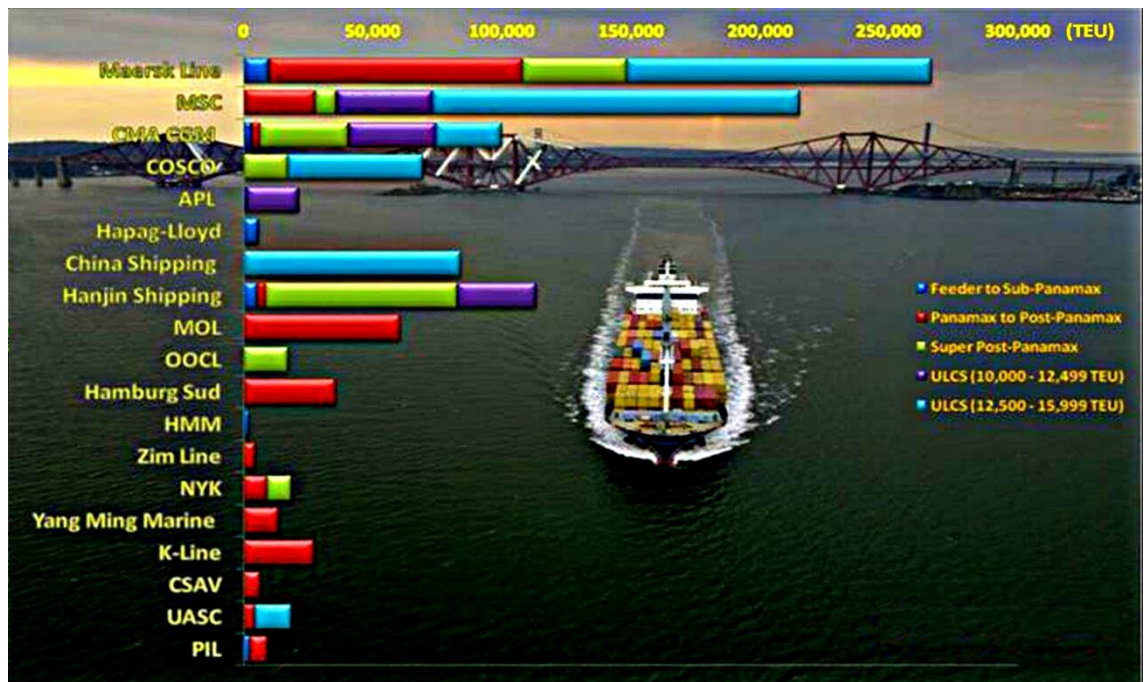 0 50,000 100,000 150,000 200,000 250,000 300,000 (TEU)
Maersk Line
MSC
CMA CGM
COSCO
APL
Hapag-Lloyd
China Shipping
Hanjin Shipping
MOL
OOCL
Hamburg Sud
HMM
Zim Line
NYK
Yang Ming Marine
K-Line
CSAV
UASC
PIL
Feeder to Sub-Panamax
Panamax to Post-Panamax
Super Post-Panamax
ULCS (10,000 - 12,499 TEU)
ULCS (12,500 - 15,999 TEU)